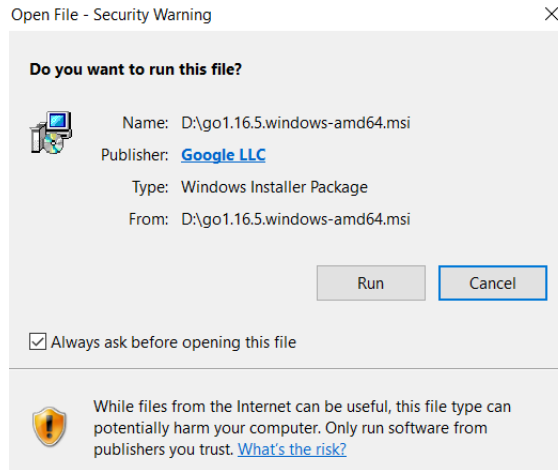 Open File - Security Warning
Do you want to run this file?
Name: D:\go1.16.5.windows-amd64.msi
Publisher: Google LLC
Type: Windows Installer Package
From: D:\go1.16.5.windows-amd64.msi
Run Cancel
Always ask before opening this file
While files from the Internet can be useful, this file type can
potentially harm your computer. Only run software from
publishers you trust. What's the risk?